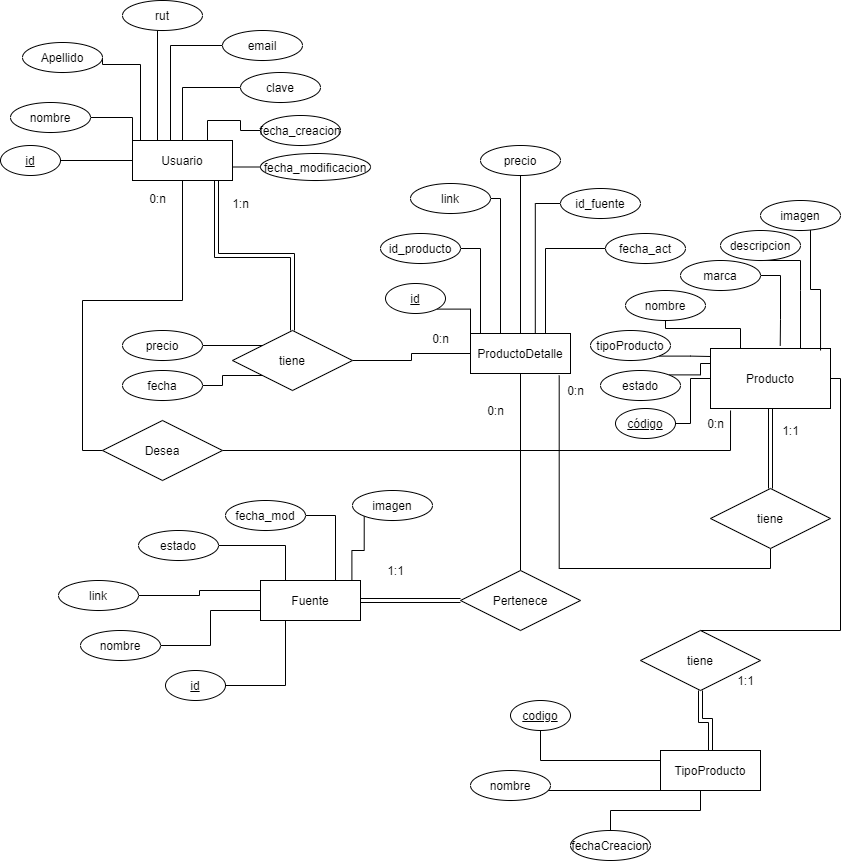 rut
Apellido
email
clave
nombre
fecha_creacion
Usuario
id
fecha_modificacion
0:n
1:n
precio
link
id_fuente
id_producto
fecha_act
id
imagen
descripcion
marca
nombre
tipoProducto
estado
código
Producto
0:n
1:1
precio
fecha
tiene
0:n
ProductoDetalle
0:n
0:n
Desea
tiene
fecha_mod
imagen
estado
link
Fuente
1:1
Pertenece
nombre
id
tiene
1:1
codigo
TipoProducto
nombre
fechaCreacion